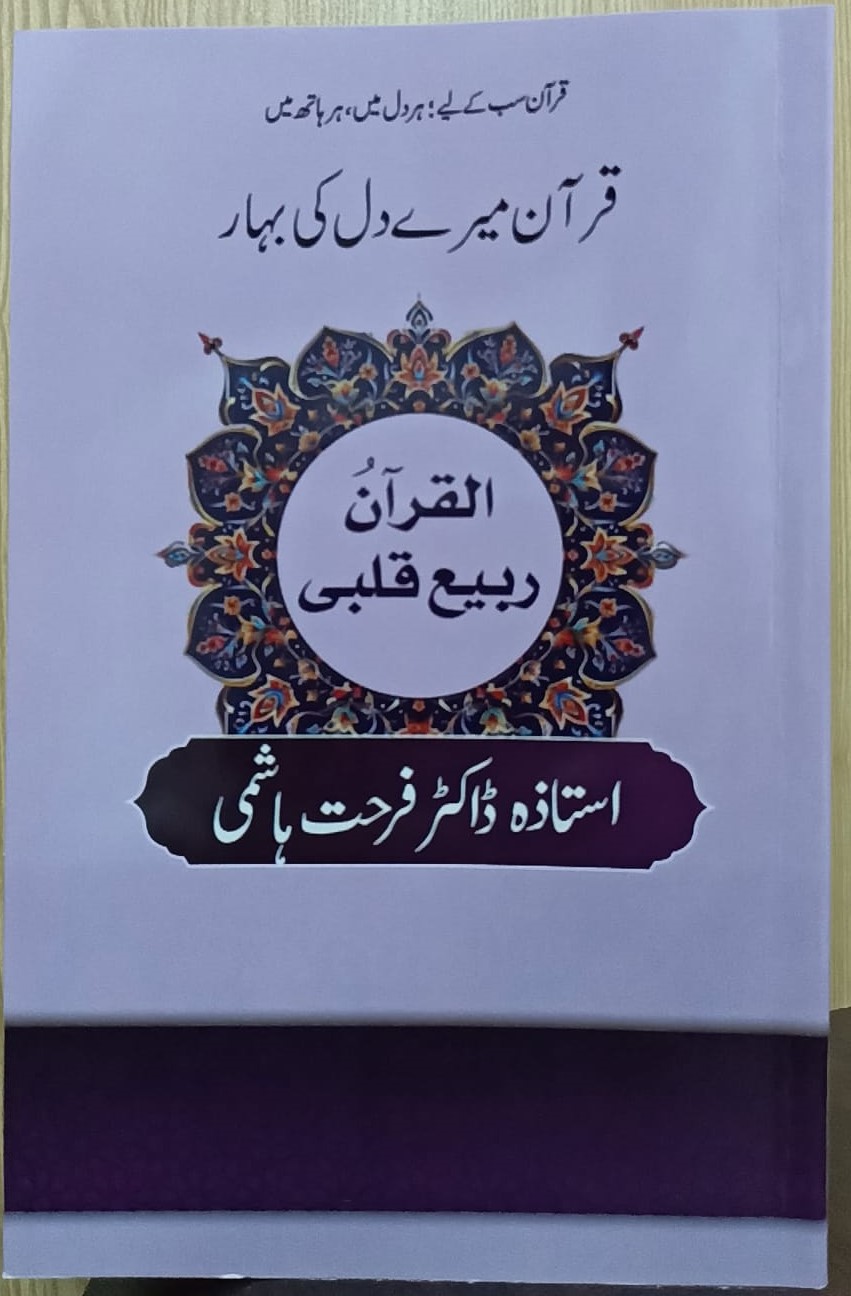 قرآن سب کے لیے؛ ہر دل میں، ہر ہاتھ میں
قرآن میرے دل کی بہار
القرآنُ
ربيع قلبی
استاذہ ڈاکٹر فرحت ہاشمی